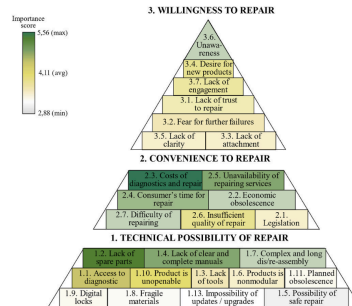 3. WILLINGNESS TO REPAIR
Importance
score
5,56 (max)
4,11 (avg)
2,88 (min)
3.6.
Unawa-
reness
3.4. Desire for
new products
3.7. Lack of
engagement
3.1. Lack of trust
to repair
3.2. Fear for further failures
3.5. Lack of
clarity
3.3. Lack of
attachment
2. CONVENIENCE TO REPAIR
2.3. Costs of
diagnostics and repair
2.5. Unavailability of
repairing services
2.4. Consumer's time for
repair
2.2. Economic
obsolescence
2.7. Difficulty of
repairing
2.6. Insufficient
quality of repair
2.1.
Legislation
1. TECHNICAL POSSIBILITY OF REPAIR
1.2. Lack of
spare parts
1.4. Lack of clear and
complete manuals
1.7. Complex and long
dis/re-assembly
1.1. Access to
diagnostic
1.10. Product is
unopenable
1.3. Lack
of tools
1.6. Products is
nonmodular
1.11. Planned
obsolescence
1.9. Digital
locks
1.8. Fragile
materials
1.13. Impossibility of
updates / upgrades
1.5. Possibility of
safe repair